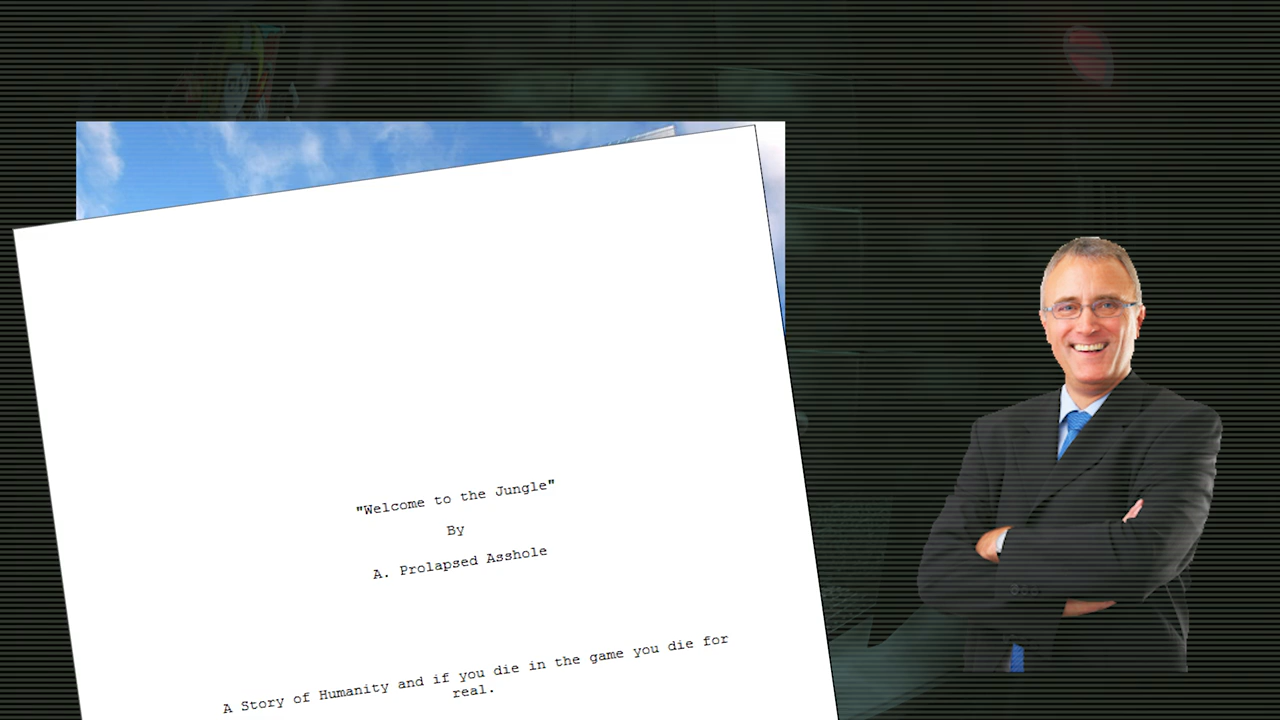 "Welcome to the Jungle"
By
A. Prolapsed Asshole
A Story of Humanity and if you die in the game you die for
real.